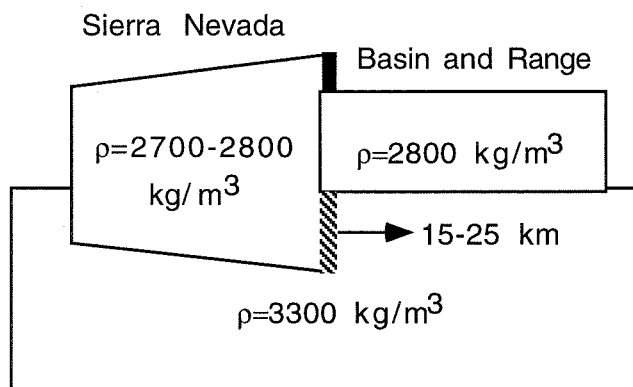 Sierra Nevada
Basin and Range
ρ=2700-2800
kg/m³
ρ=2800 kg/m³
15-25 km
ρ=3300 kg/m³